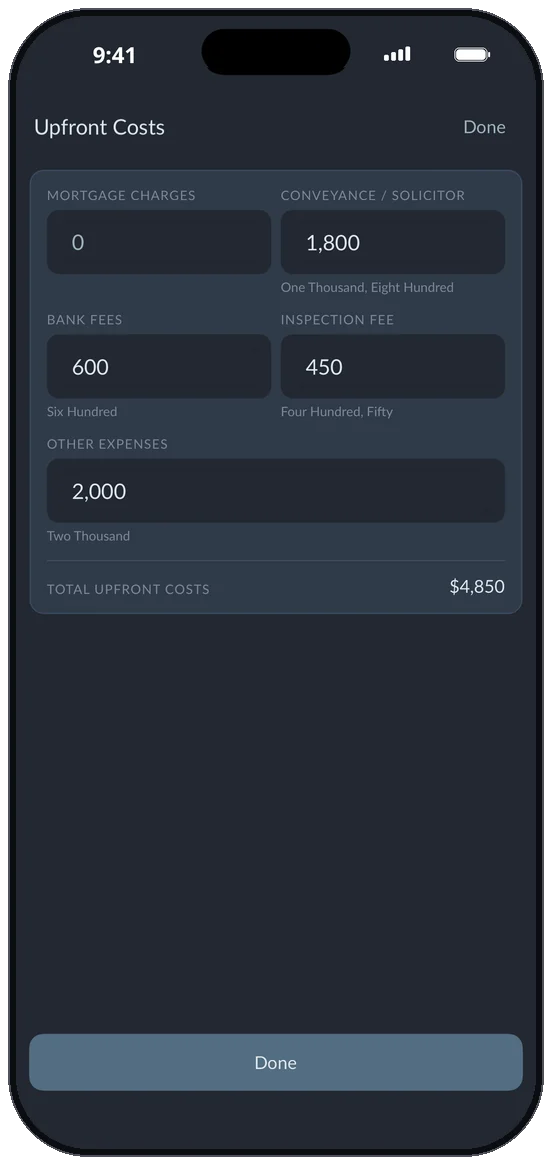 9:41
Upfront Costs
Done
MORTGAGE CHARGES
CONVEYANCE / SOLICITOR
0
1,800
One Thousand, Eight Hundred
BANK FEES
INSPECTION FEE
600
450
Six Hundred
Four Hundred, Fifty
OTHER EXPENSES
2,000
Two Thousand
TOTAL UPFRONT COSTS
$4,850
Done